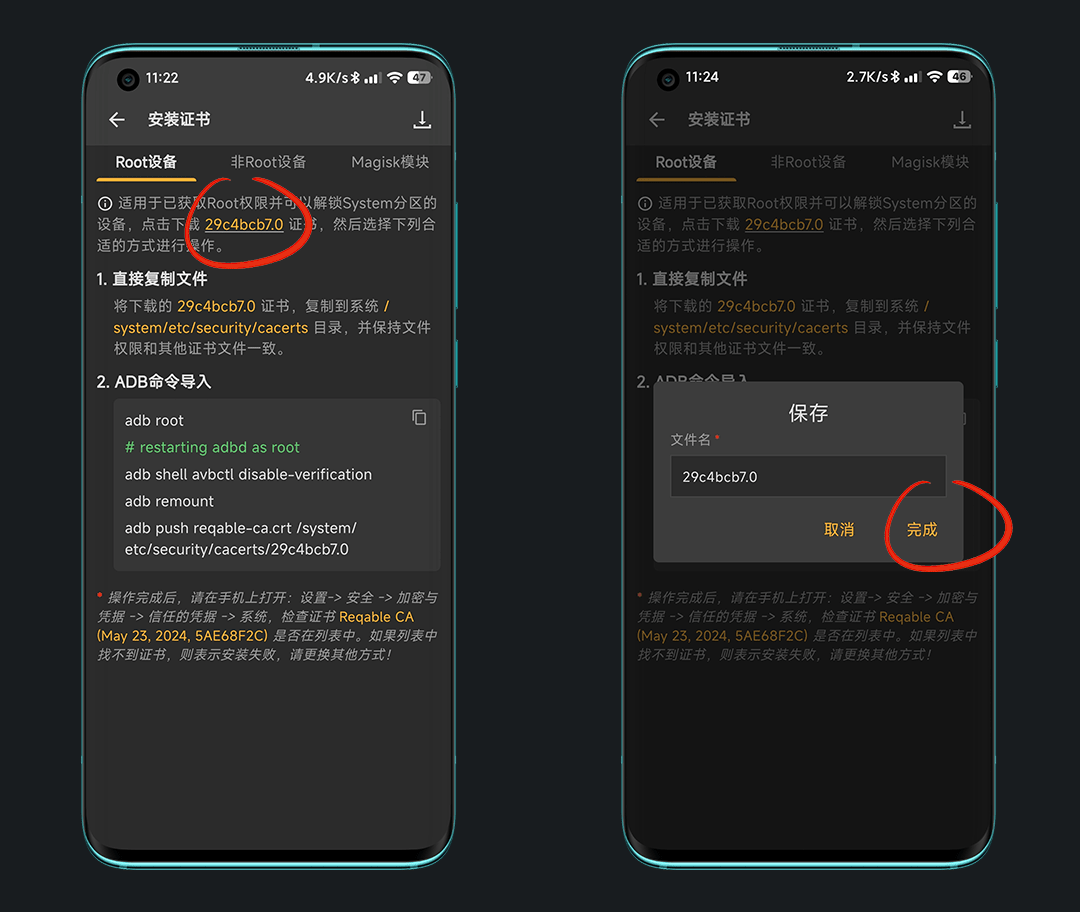 11:22
4.9K/s
47
安装证书
Root设备
非Root设备
Magisk模块
适用于已获取Root权限并可以解锁System分区的
设备，点击下载 29c4bcb7.0 证书，然后选择下列合
适的方式进行操作。
1. 直接复制文件
将下载的 29c4bcb7.0 证书，复制到系统 /
system/etc/security/cacerts 目录，并保持文件
权限和其他证书文件一致。
2. ADB命令导入
adb root
# restarting adbd as root
adb shell avbctl disable-verification
adb remount
adb push reqable-ca.crt /system/
etc/security/cacerts/29c4bcb7.0
* 操作完成后，请在手机上打开：设置-> 安全 -> 加密与
凭据 -> 信任的凭据 -> 系统，检查证书 Reqable CA
(May 23, 2024, 5AE68F2C) 是否在列表中。如果列表中
找不到证书，则表示安装失败，请更换其他方式！
11:24
2.7K/s
46
安装证书
Root设备
非Root设备
Magisk模块
适用于已获取Root权限并可以解锁System分区的
设备，点击下载 29c4bcb7.0 证书，然后选择下列合
适的方式进行操作。
1. 直接复制文件
将下载的 29c4bcb7.0 证书，复制到系统 /
system/etc/security/cacerts 目录，并保持文件
权限和其他证书文件一致。
2. ADB命令导入
保存
文件名 *
29c4bcb7.0
取消
完成
* 操作完成后，请在手机上打开：设置-> 安全 -> 加密与
凭据 -> 信任的凭据 -> 系统，检查证书 Reqable CA
(May 23, 2024, 5AE68F2C) 是否在列表中。如果列表中
找不到证书，则表示安装失败，请更换其他方式！